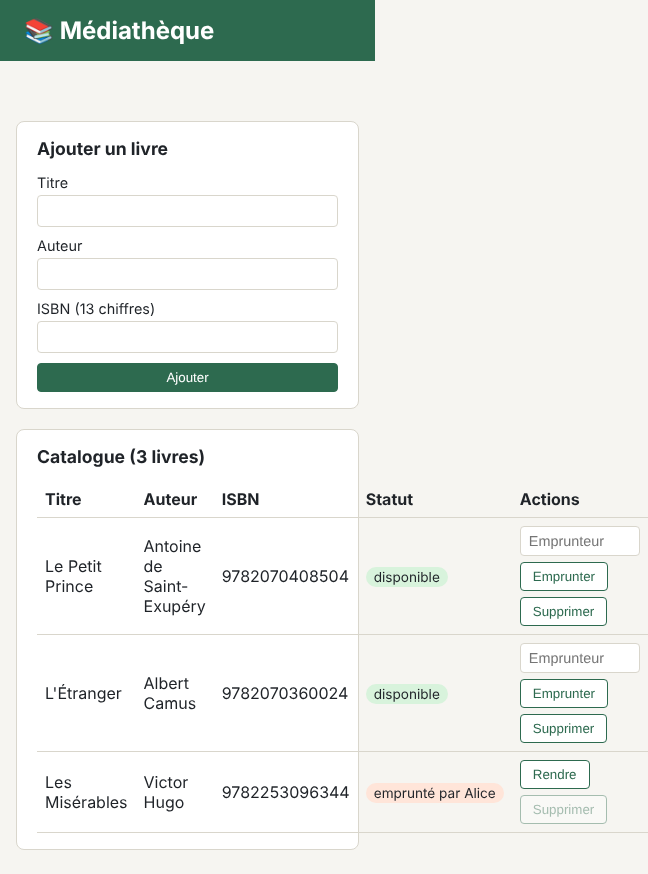 📚 Médiathèque
Ajouter un livre
Titre
Auteur
ISBN (13 chiffres)
Ajouter
Catalogue (3 livres)
Titre Auteur ISBN Statut Actions
Le Petit Prince Antoine de Saint-Exupéry 9782070408504 disponible Emprunteur
Emprunter
Supprimer
L'Étranger Albert Camus 9782070360024 disponible Emprunteur
Emprunter
Supprimer
Les Misérables Victor Hugo 9782253096344 emprunté par Alice Rendre
Supprimer